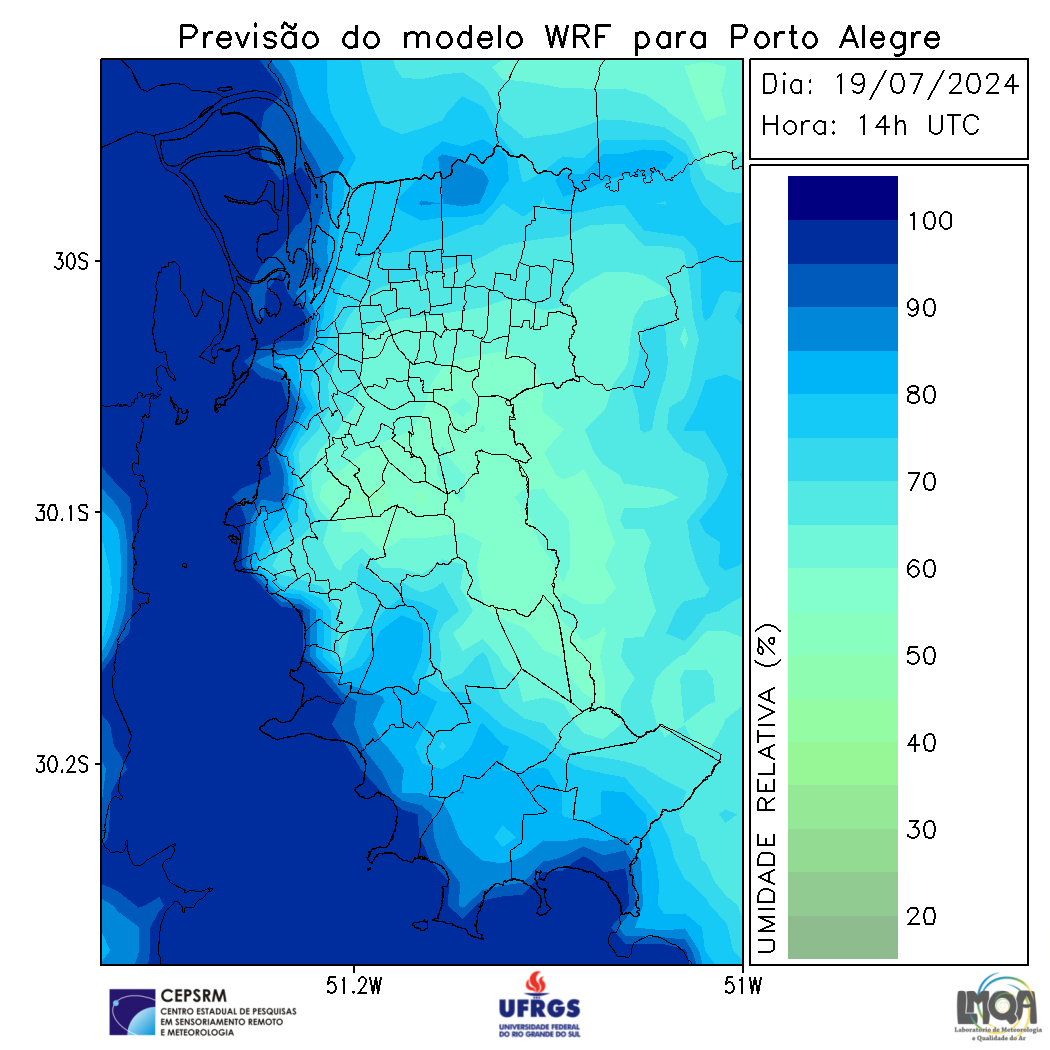 Previsão do modelo WRF para Porto Alegre
Dia: 19/07/2024
Hora: 14h UTC
30S
30.1S
30.2S
51.2W
51W
100
90
80
70
60
50
40
30
20
UMIDADE RELATIVA (%)
CEPSRM
CENTRO ESTADUAL DE PESQUISAS
EM SENSORIAMENTO REMOTO
E METEOROLOGIA
UFRGS
UNIVERSIDADE FEDERAL
DO RIO GRANDE DO SUL
LMQA
Laboratório de Meteorologia
e Qualidade do Ar